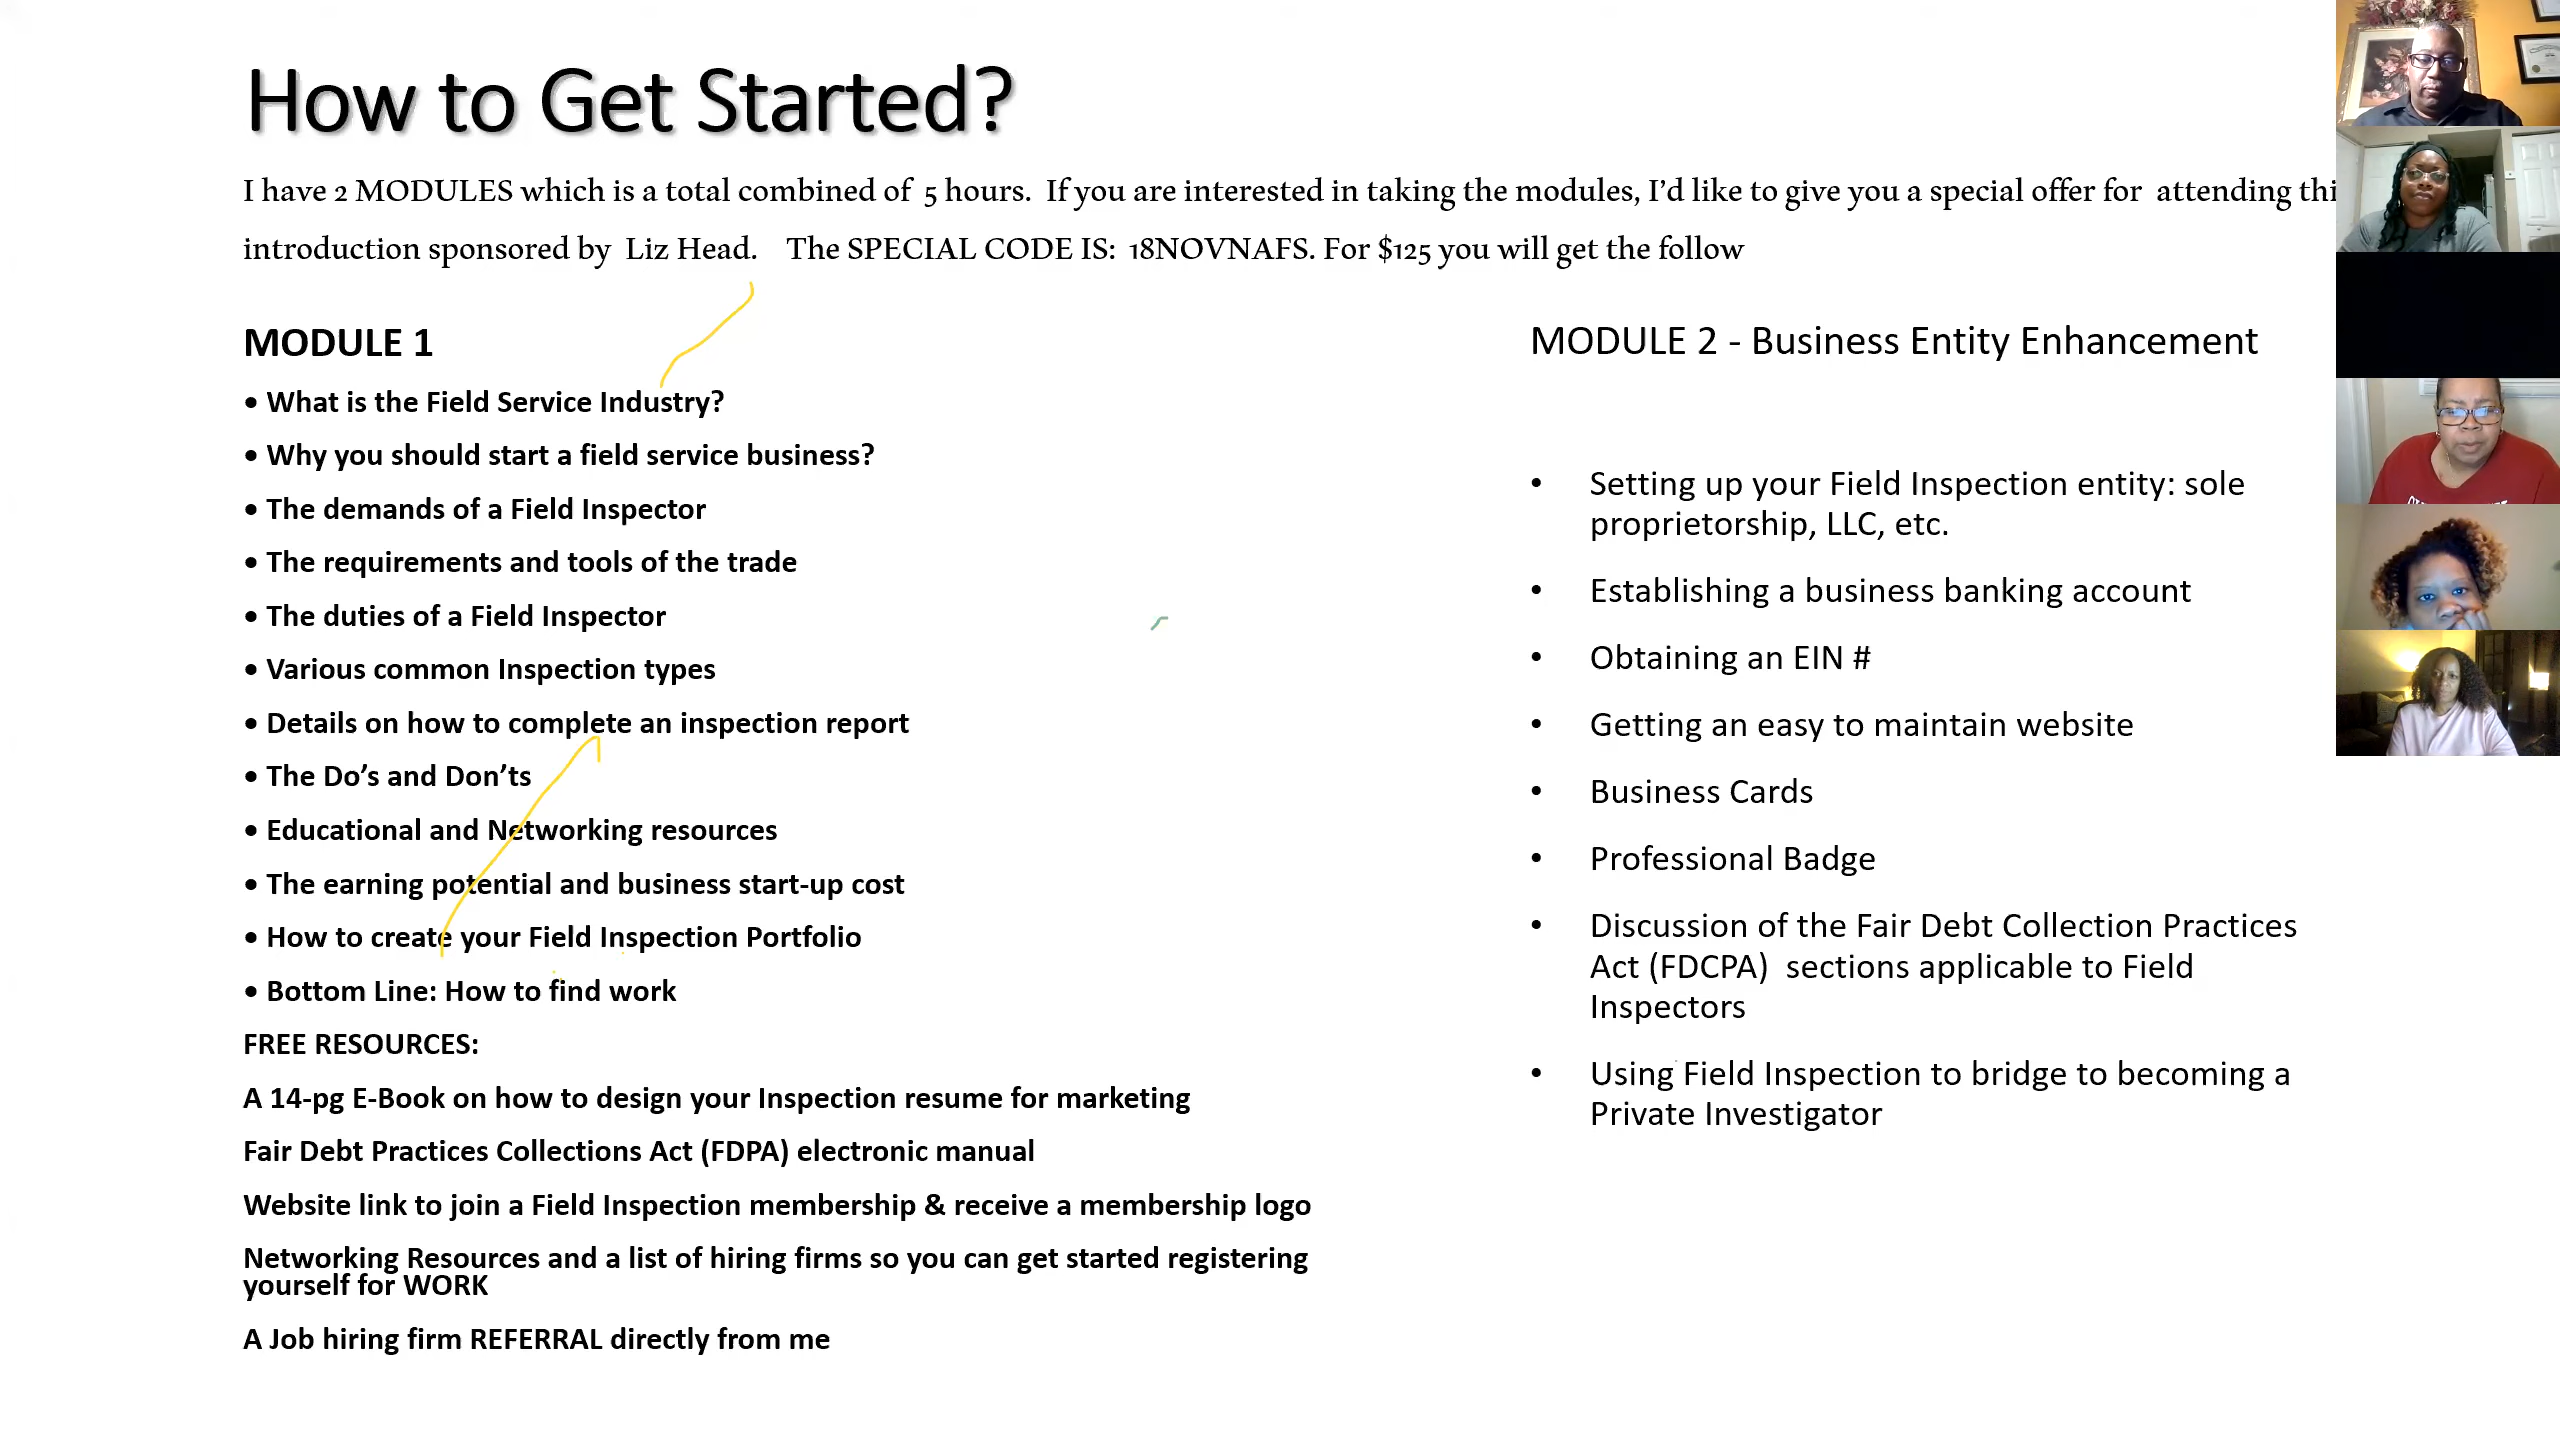 How to Get Started?
I have 2 MODULES which is a total combined of 5 hours. If you are interested in taking the modules, I'd like to give you a special offer for attending thi
introduction sponsored by Liz Head. The SPECIAL CODE IS: 18NOVNAFS. For $125 you will get the follow
MODULE 1
• What is the Field Service Industry?
• Why you should start a field service business?
• The demands of a Field Inspector
• The requirements and tools of the trade
• The duties of a Field Inspector
• Various common Inspection types
• Details on how to complete an inspection report
• The Do's and Don'ts
• Educational and Networking resources
• The earning potential and business start-up cost
• How to create your Field Inspection Portfolio
• Bottom Line: How to find work
FREE RESOURCES:
A 14-pg E-Book on how to design your Inspection resume for marketing
Fair Debt Practices Collections Act (FDPA) electronic manual
Website link to join a Field Inspection membership & receive a membership logo
Networking Resources and a list of hiring firms so you can get started registering
yourself for WORK
A Job hiring firm REFERRAL directly from me
MODULE 2 - Business Entity Enhancement
• Setting up your Field Inspection entity: sole
proprietorship, LLC, etc.
• Establishing a business banking account
• Obtaining an EIN #
• Getting an easy to maintain website
• Business Cards
• Professional Badge
• Discussion of the Fair Debt Collection Practices
Act (FDCPA) sections applicable to Field
Inspectors
• Using Field Inspection to bridge to becoming a
Private Investigator